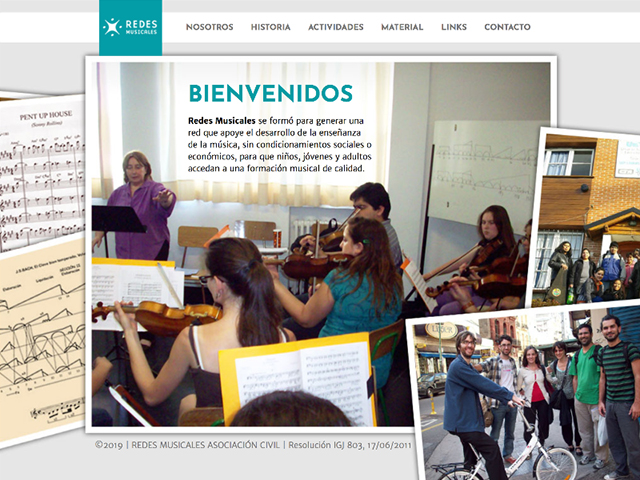 REDES
MUSICALES
NOSOTROS HISTORIA ACTIVIDADES MATERIAL LINKS CONTACTO
BIENVENIDOS
Redes Musicales se formó para generar una
red que apoye el desarrollo de la enseñanza
de la música, sin condicionamientos sociales o
económicos, para que niños, jóvenes y adultos
accedan a una formación musical de calidad.
PENT UP HOUSE
(Sonny Rollins)
©2019 | REDES MUSICALES ASOCIACIÓN CIVIL | Resolución IGJ 803, 17/06/2011